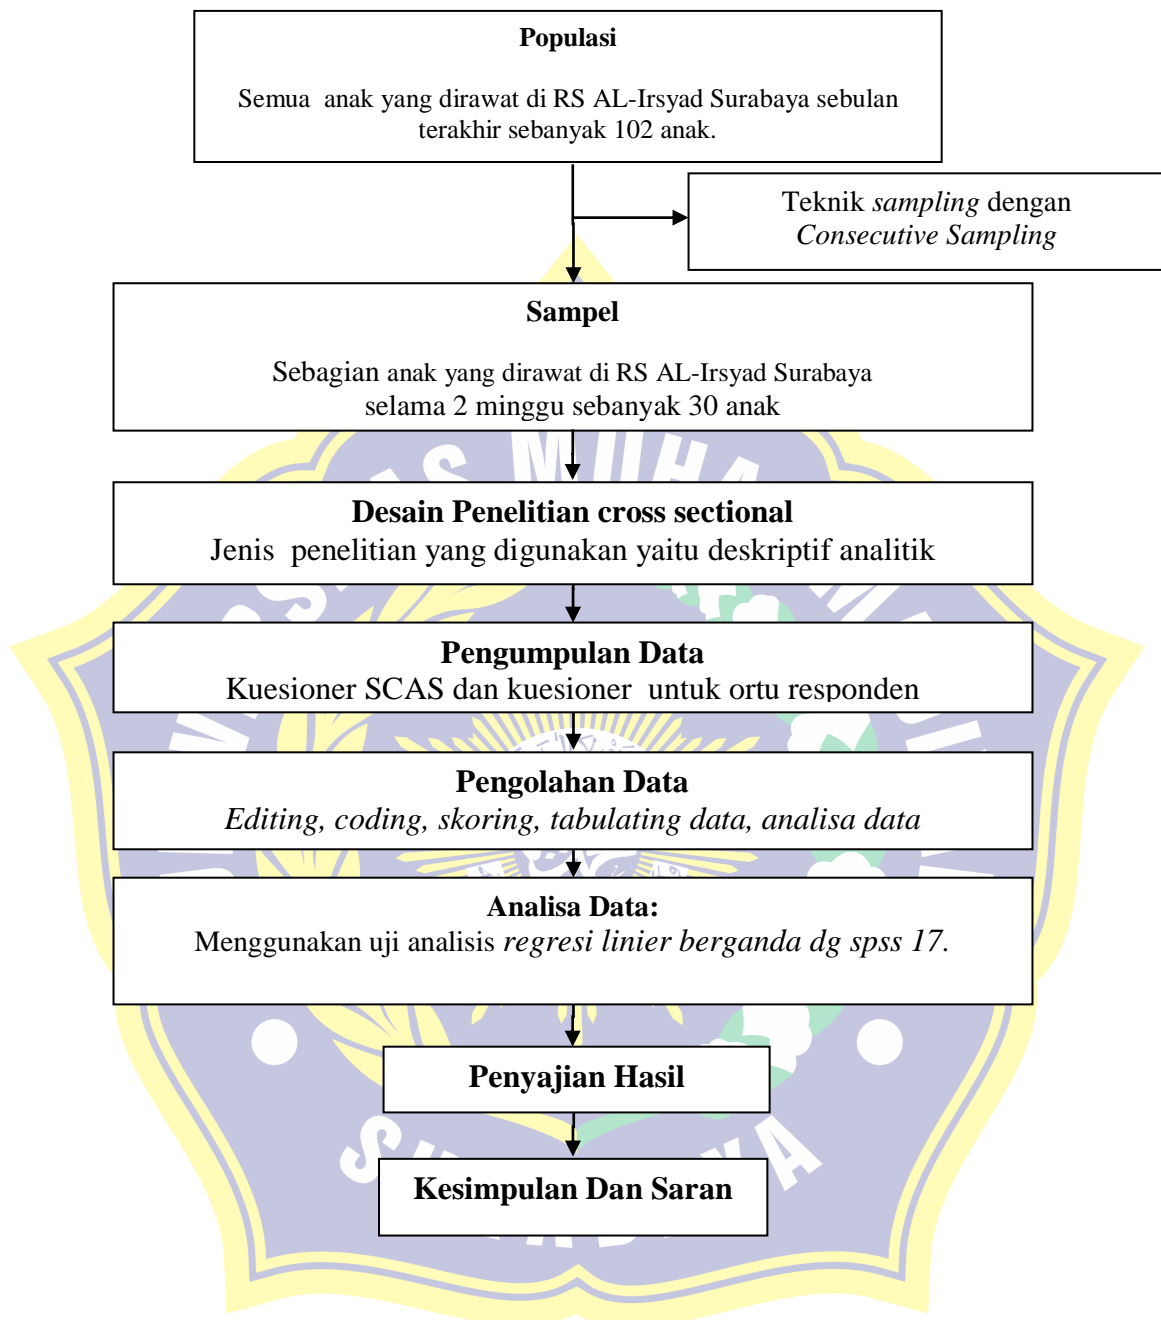 Populasi
Semua anak yang dirawat di RS AL-Irsyad Surabaya sebulan
terakhir sebanyak 102 anak.
Teknik sampling dengan
Consecutive Sampling
Sampel
Sebagian anak yang dirawat di RS AL-Irsyad Surabaya
selama 2 minggu sebanyak 30 anak
Desain Penelitian cross sectional
Jenis penelitian yang digunakan yaitu deskriptif analitik
Pengumpulan Data
Kuesioner SCAS dan kuesioner untuk ortu responden
Pengolahan Data
Editing, coding, skoring, tabulating data, analisa data
Analisa Data:
Menggunakan uji analisis regresi linier berganda dg spss 17.
Penyajian Hasil
Kesimpulan Dan Saran